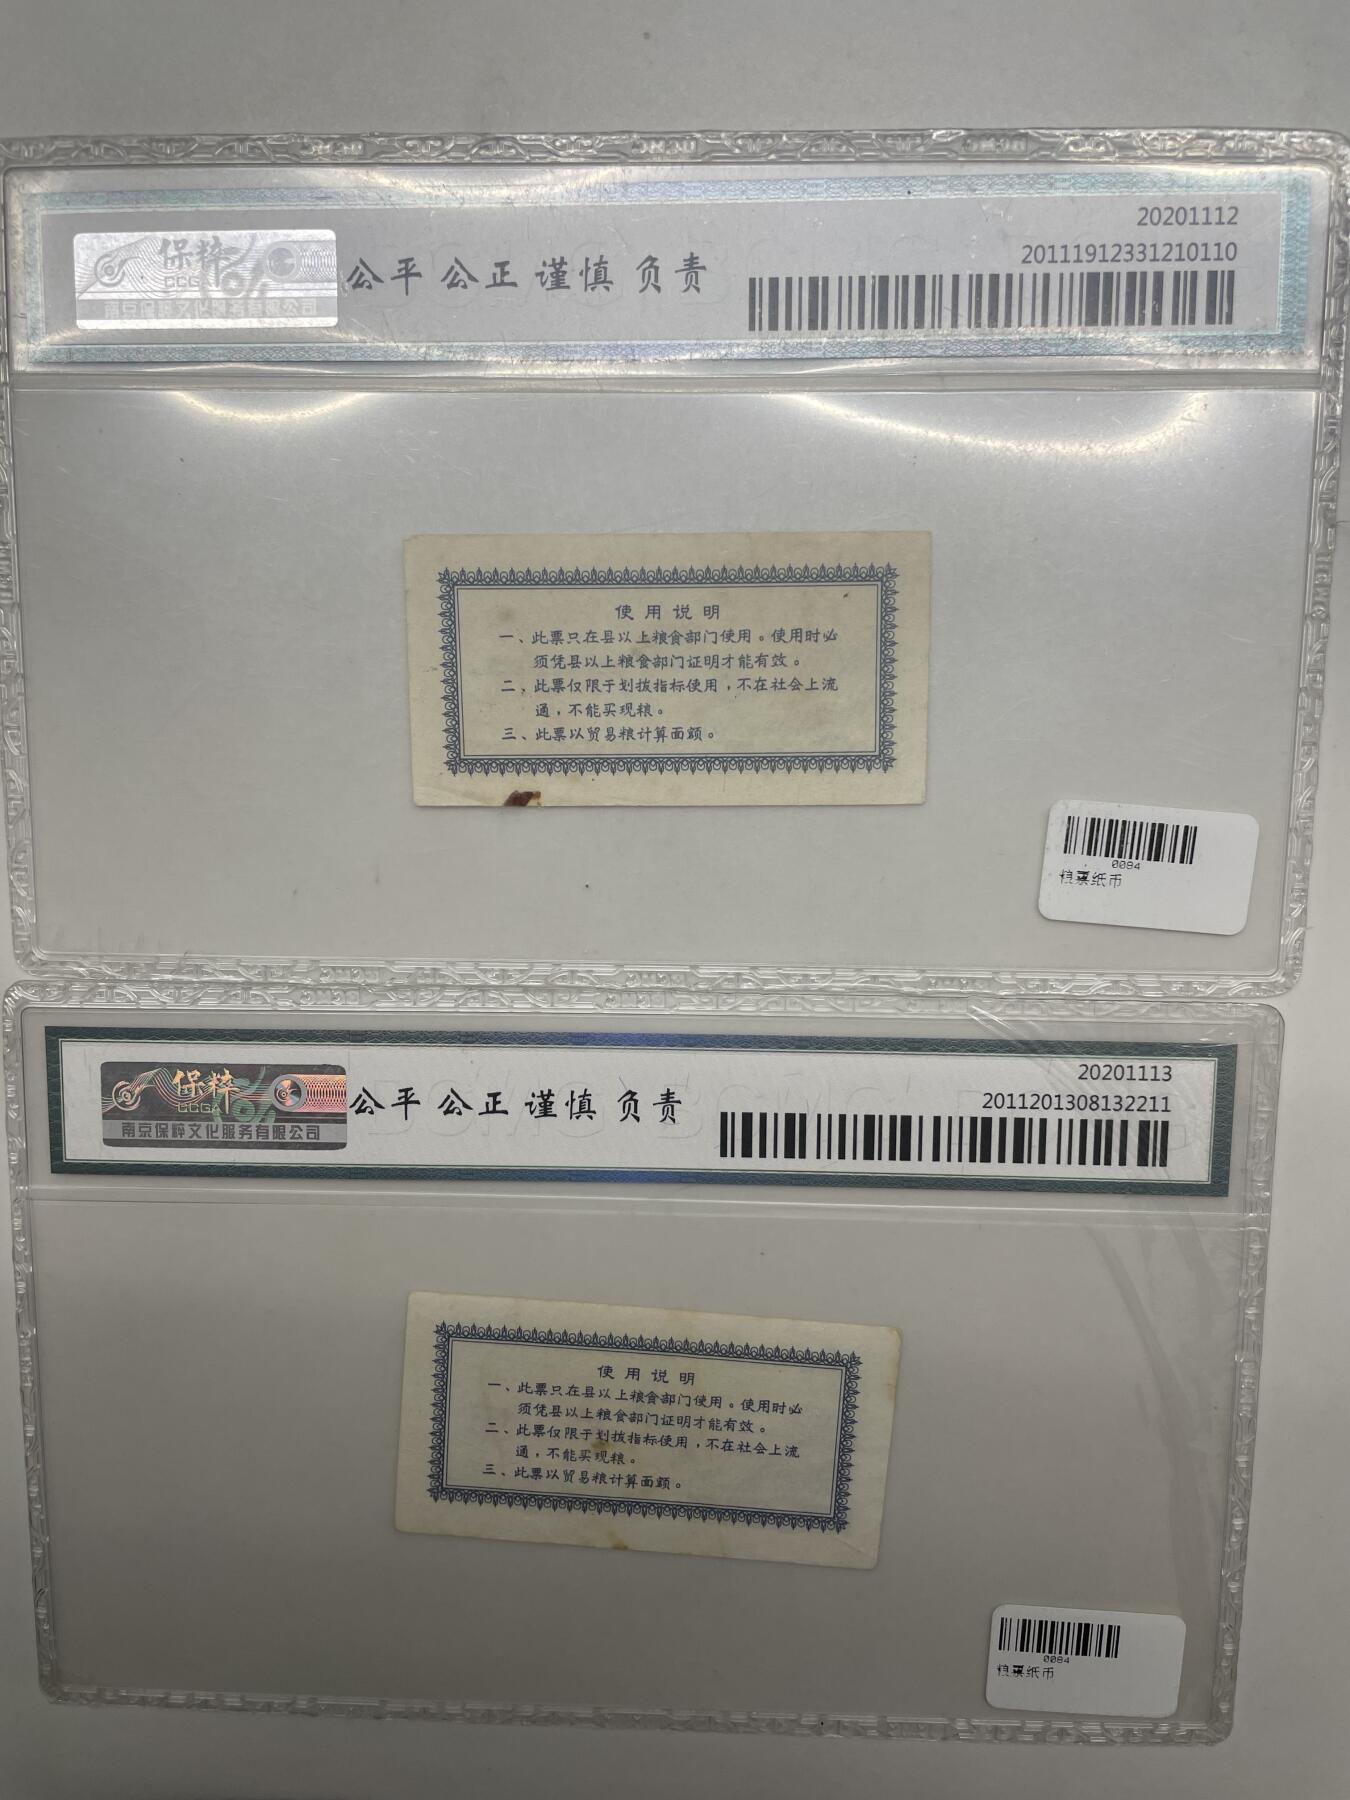 20201112
20111912331210110
保粹
CCGA
南京保粹文化服务有限公司
公平 公正 谨慎 负责
使用说明
一、此票只在县以上粮食部门使用。使用时必
须凭县以上粮食部门证明才能有效。
二、此票仅限于划拨指标使用，不在社会上流
通，不能买现粮。
三、此票以贸易粮计算面额。
0084
粮票纸币
20201113
2011201308132211
保粹
CCGA
南京保粹文化服务有限公司
公平 公正 谨慎 负责
使用说明
一、此票只在县以上粮食部门使用。使用时必
须凭县以上粮食部门证明才能有效。
二、此票仅限于划拨指标使用，不在社会上流
通，不能买现粮。
三、此票以贸易粮计算面额。
0084
粮票纸币